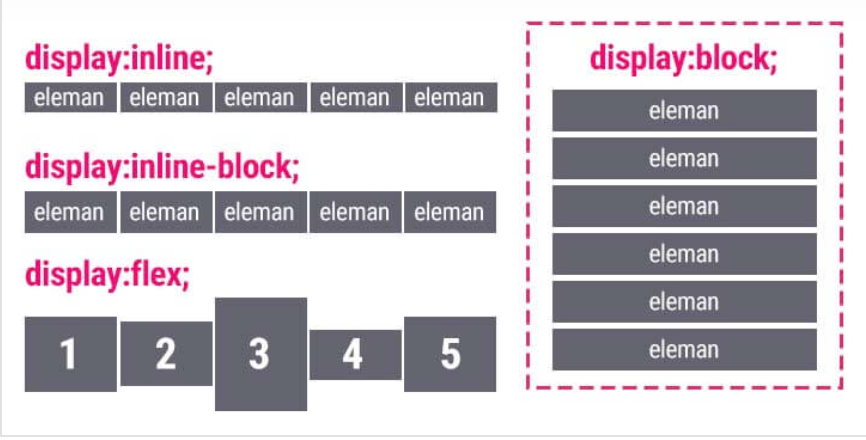 display:inline;
eleman eleman eleman eleman eleman
display:inline-block;
eleman eleman eleman eleman eleman
display:flex;
1 2 3 4 5
display:block;
eleman
eleman
eleman
eleman
eleman
eleman